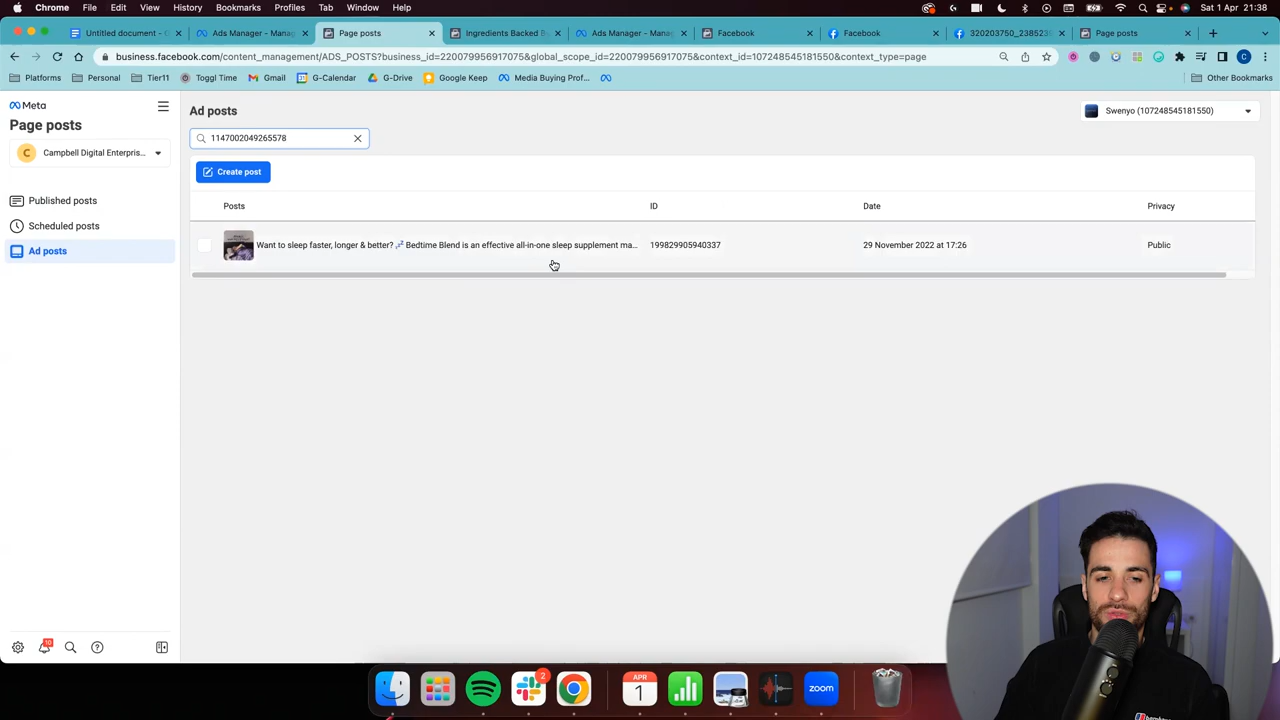 Chrome File Edit View History Bookmarks Profiles Tab Window Help Sat 1 Apr 21:38
Untitled document - G Ads Manager - Manag Page posts Ingredients Backed B Ads Manager - Manag Facebook Facebook 320203750_238523 Page posts
business.facebook.com/content_management/ADS_POSTS?business_id=220079956917075&global_scope_id=220079956917075&context_id=107248545181550&context_type=page
Platforms Personal Tier11 Toggl Time Gmail G-Calendar G-Drive Google Keep Media Buying Prof... Other Bookmarks
Meta
Page posts
C Campbell Digital Enterpris...
Published posts
Scheduled posts
Ad posts
Ad posts
Swenyo (107248545181550)
1147002049265578
Create post
Posts ID Date Privacy
Want to sleep faster, longer & better? 💤 Bedtime Blend is an effective all-in-one sleep supplement ma... 199829905940337 29 November 2022 at 17:26 Public
10
2
APR
1
zoom